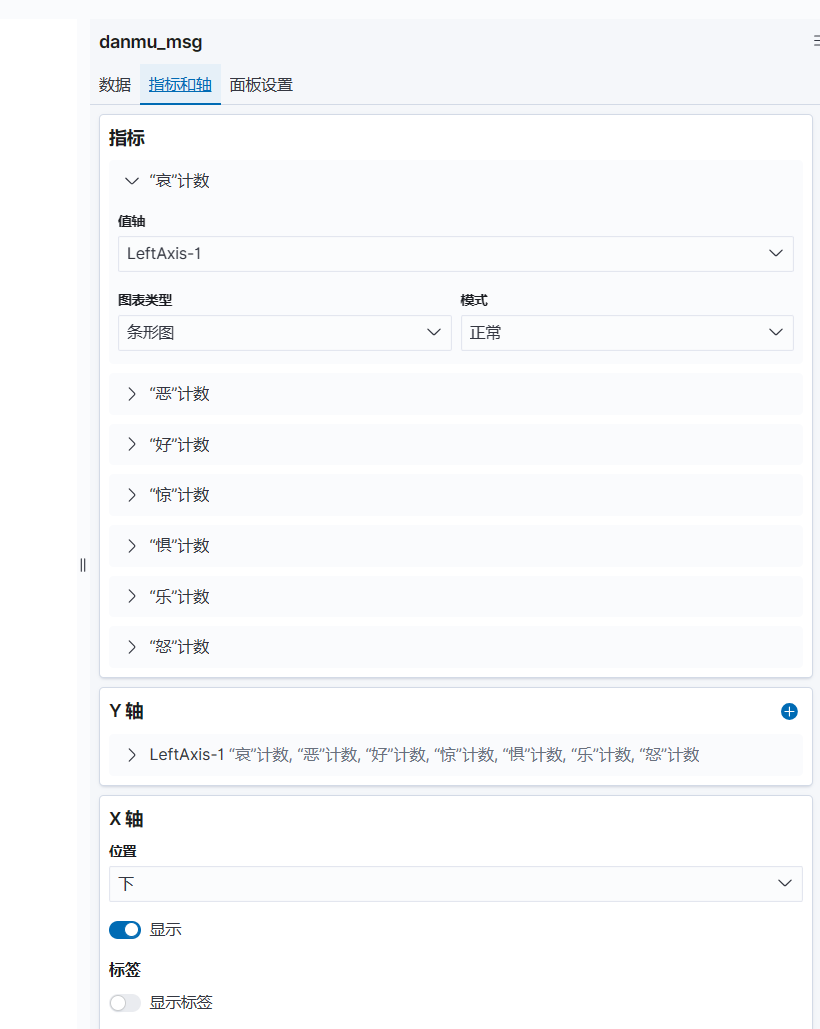 danmu_msg
数据 指标和轴 面板设置
指标
“哀”计数
值轴
LeftAxis-1
图表类型 模式
条形图 正常
“恶”计数
“好”计数
“惊”计数
“惧”计数
“乐”计数
“怒”计数
Y 轴
LeftAxis-1 “哀”计数, “恶”计数, “好”计数, “惊”计数, “惧”计数, “乐”计数, “怒”计数
X 轴
位置
下
显示
标签
显示标签